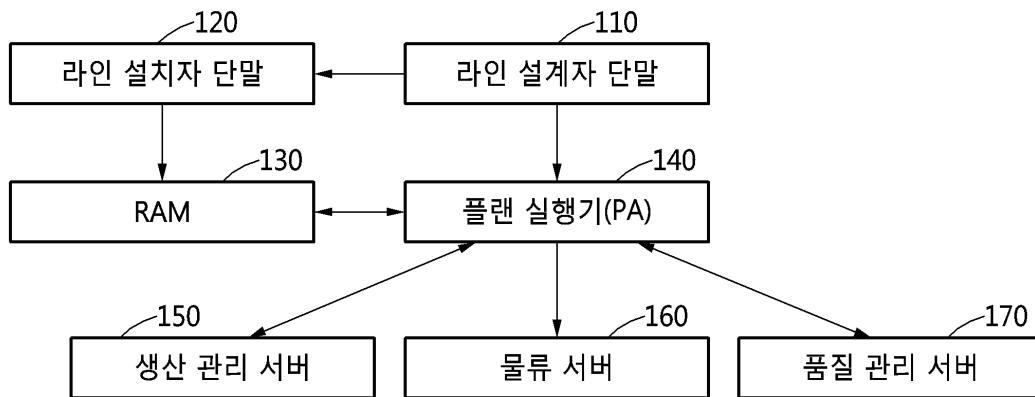 120
110
라인 설치자 단말
라인 설계자 단말
130
140
RAM
플랜 실행기(PA)
150
160
170
생산 관리 서버
물류 서버
품질 관리 서버